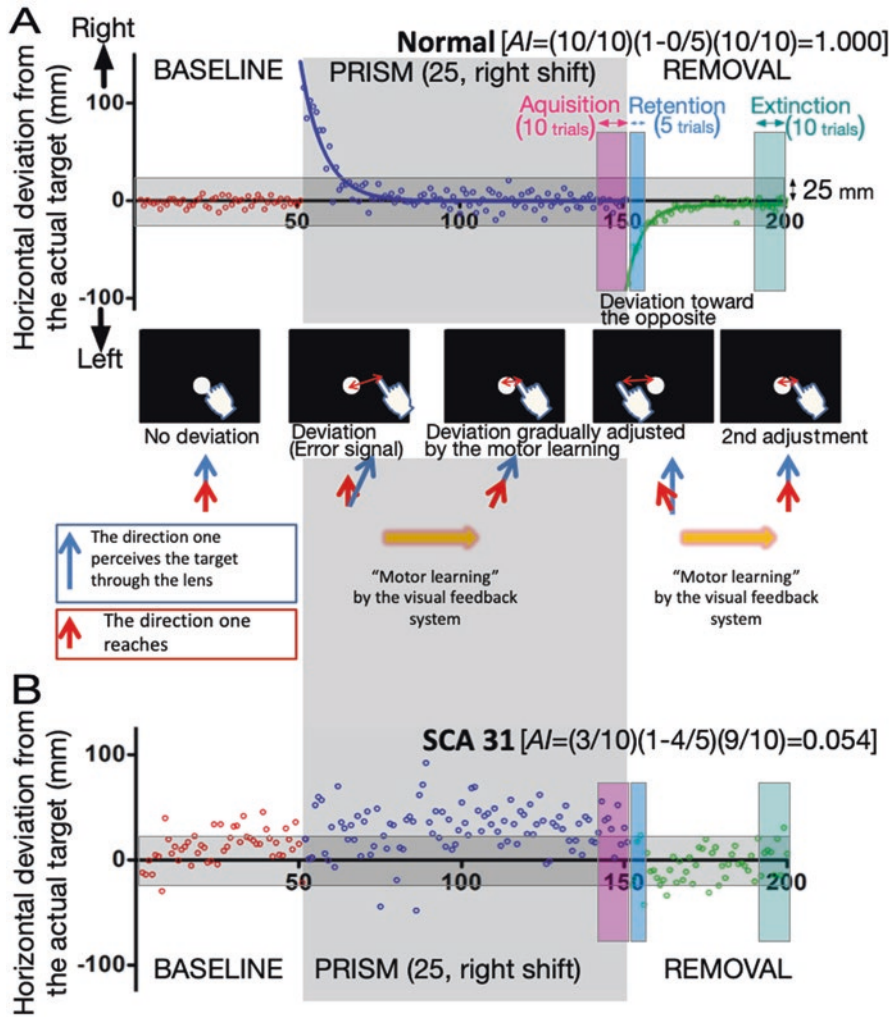 A
Right
Normal [AI=(10/10)(1-0/5)(10/10)=1.000]
BASELINE
PRISM (25, right shift)
REMOVAL
Aquisition
(10 trials)
Retention
(5 trials)
Extinction
(10 trials)
Horizontal deviation from
the actual target (mm)
100
0
-100
50
100
150
200
25 mm
Left
Deviation toward
the opposite
No deviation
Deviation
(Error signal)
Deviation gradually adjusted
by the motor learning
2nd adjustment
The direction one
perceives the target
through the lens
The direction one
reaches
"Motor learning"
by the visual feedback
system
"Motor learning"
by the visual feedback
system
B
SCA 31 [AI=(3/10)(1-4/5)(9/10)=0.054]
Horizontal deviation from
the actual target (mm)
100
0
-100
50
100
150
200
BASELINE
PRISM (25, right shift)
REMOVAL